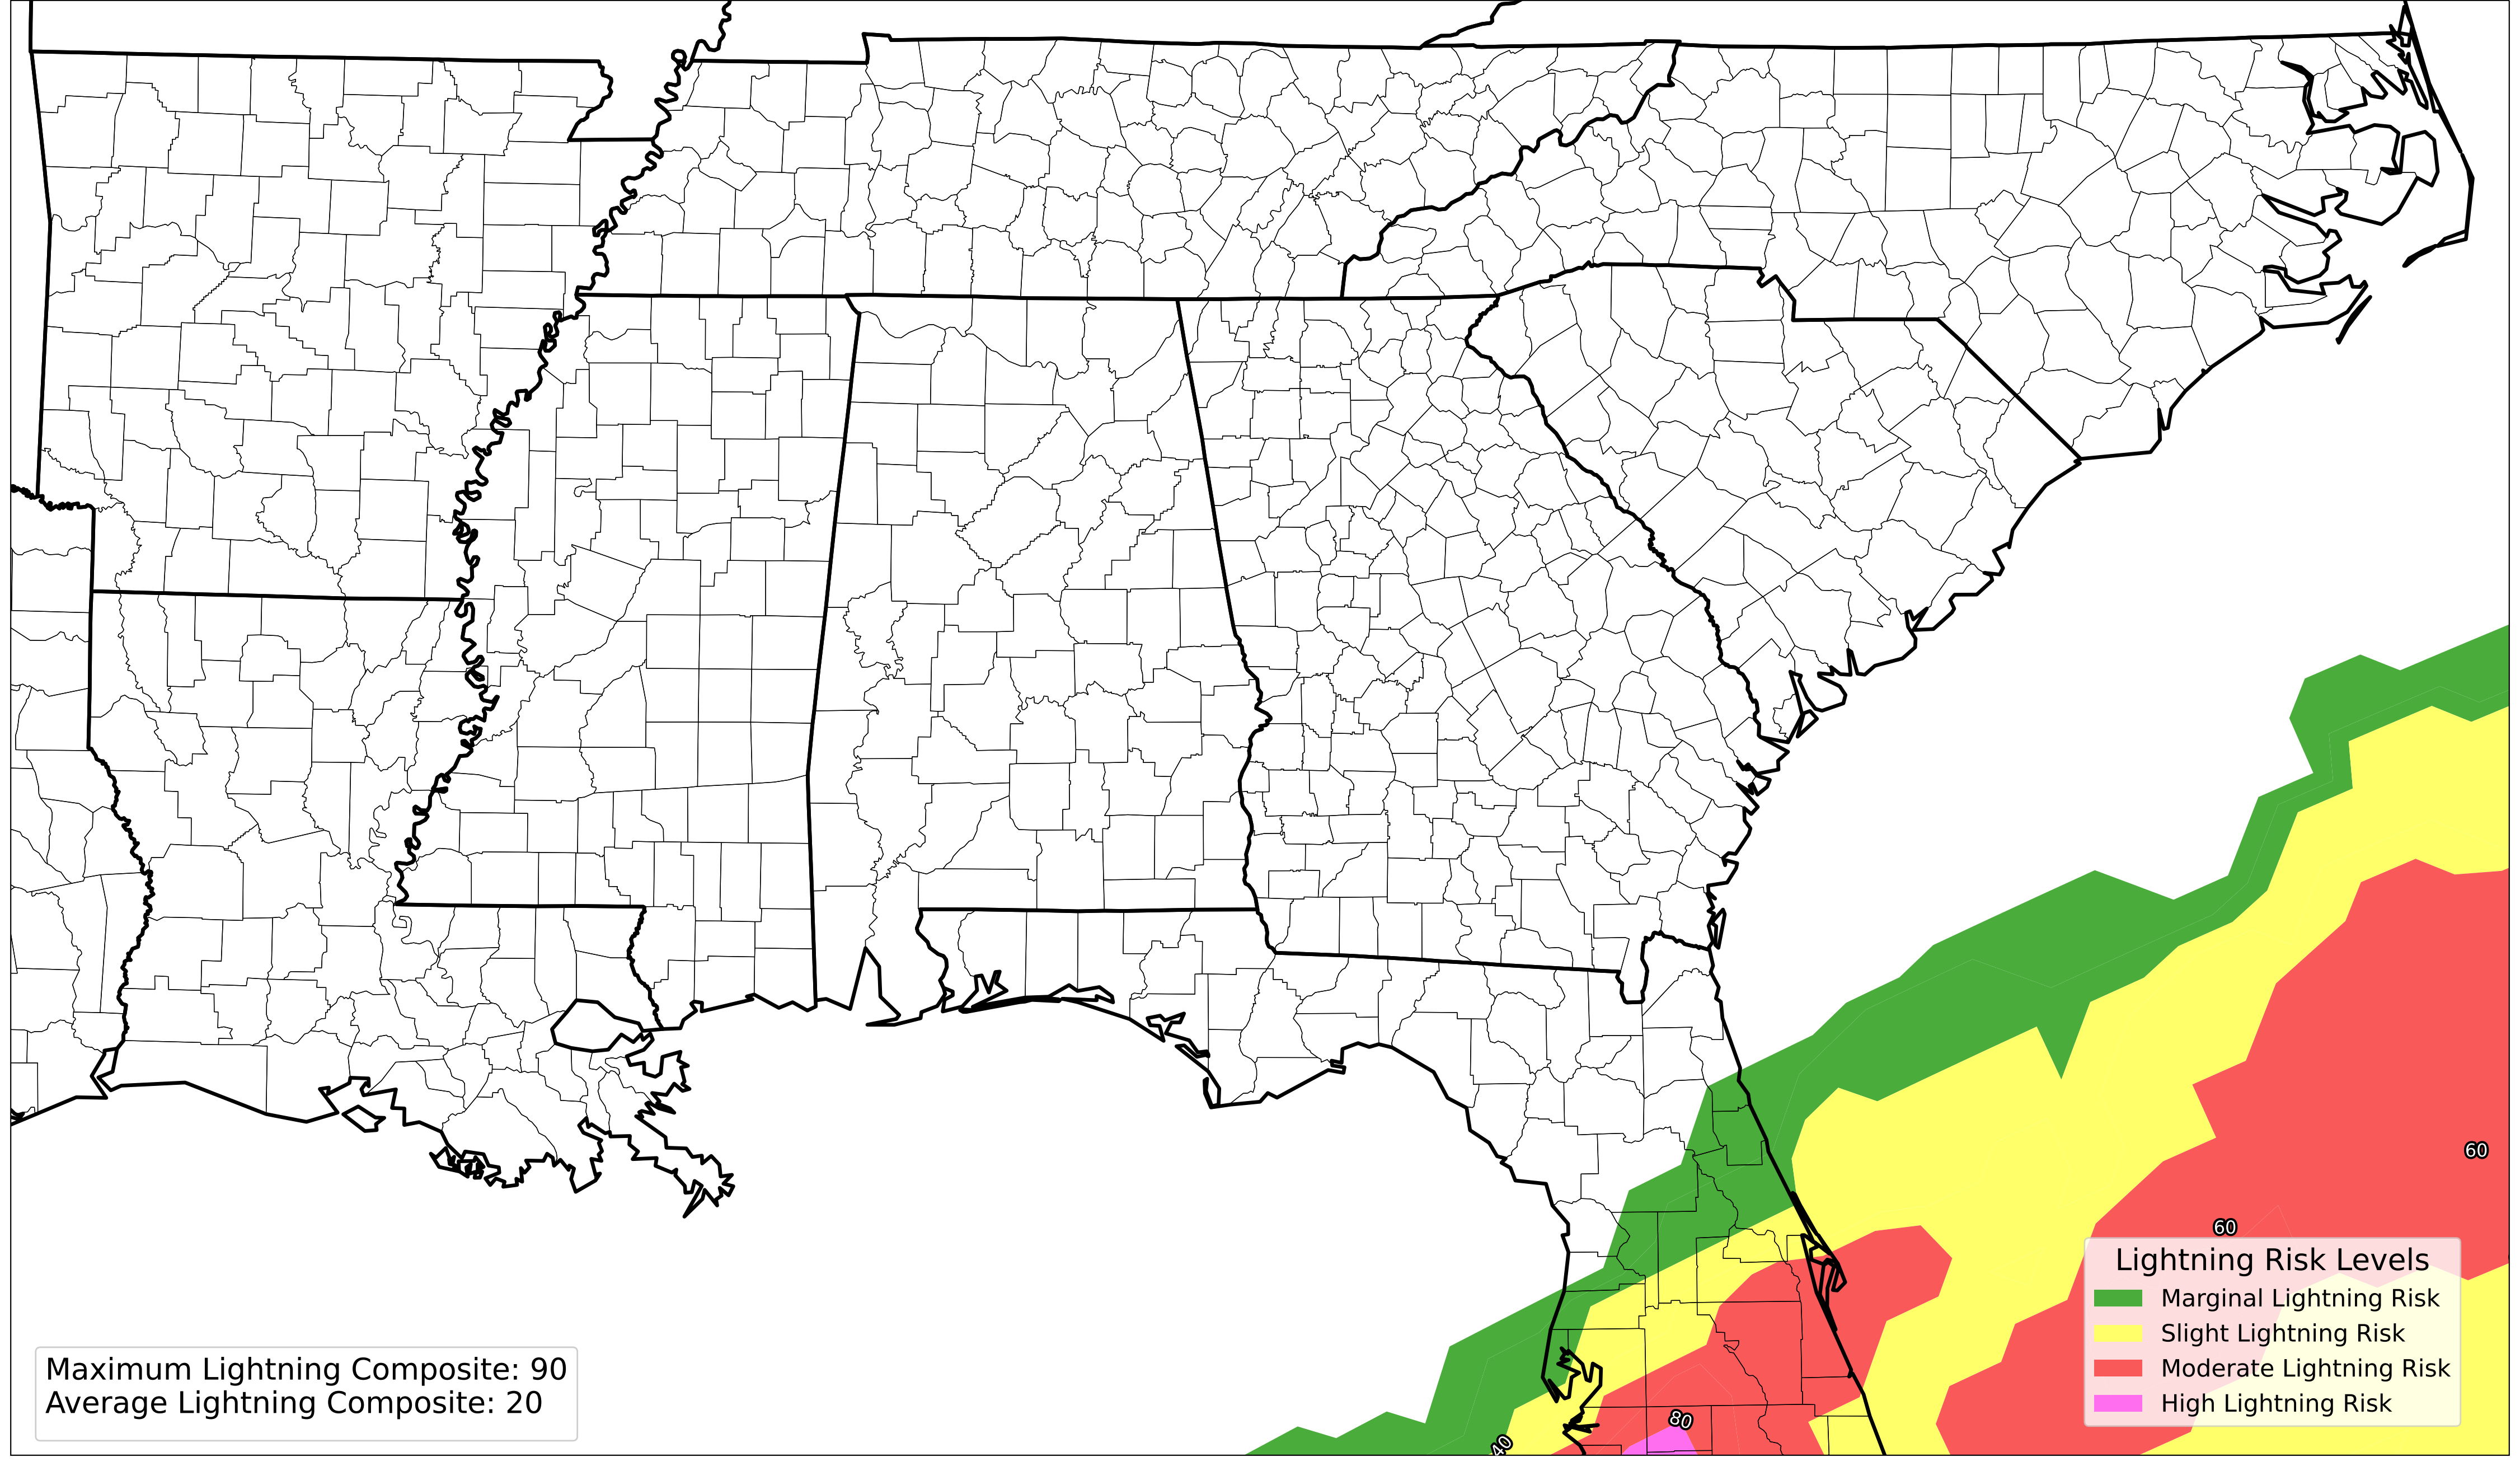 60
60
Lightning Risk Levels
Marginal Lightning Risk
Slight Lightning Risk
Moderate Lightning Risk
High Lightning Risk
Maximum Lightning Composite: 90
Average Lightning Composite: 20
80
40